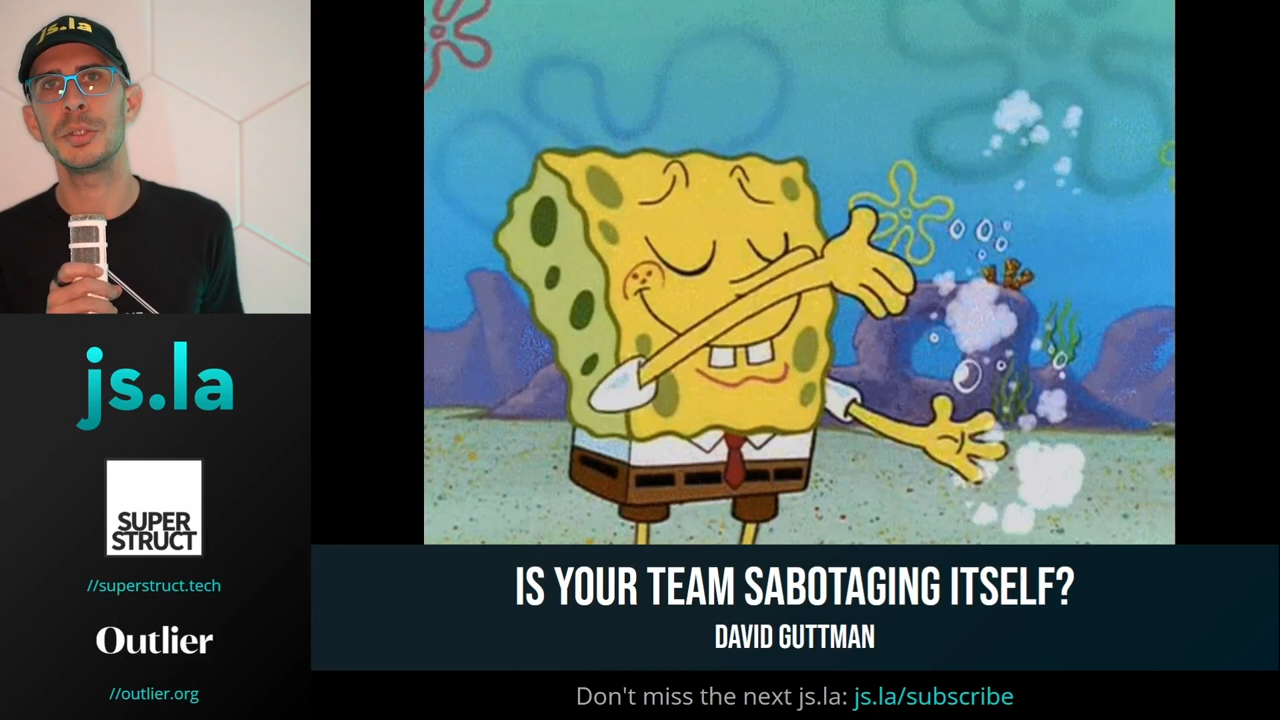 js.la
js.la
SUPER
STRUCT
//superstruct.tech
Outlier
//outlier.org
IS YOUR TEAM SABOTAGING ITSELF?
DAVID GUTTMAN
Don't miss the next js.la: js.la/subscribe